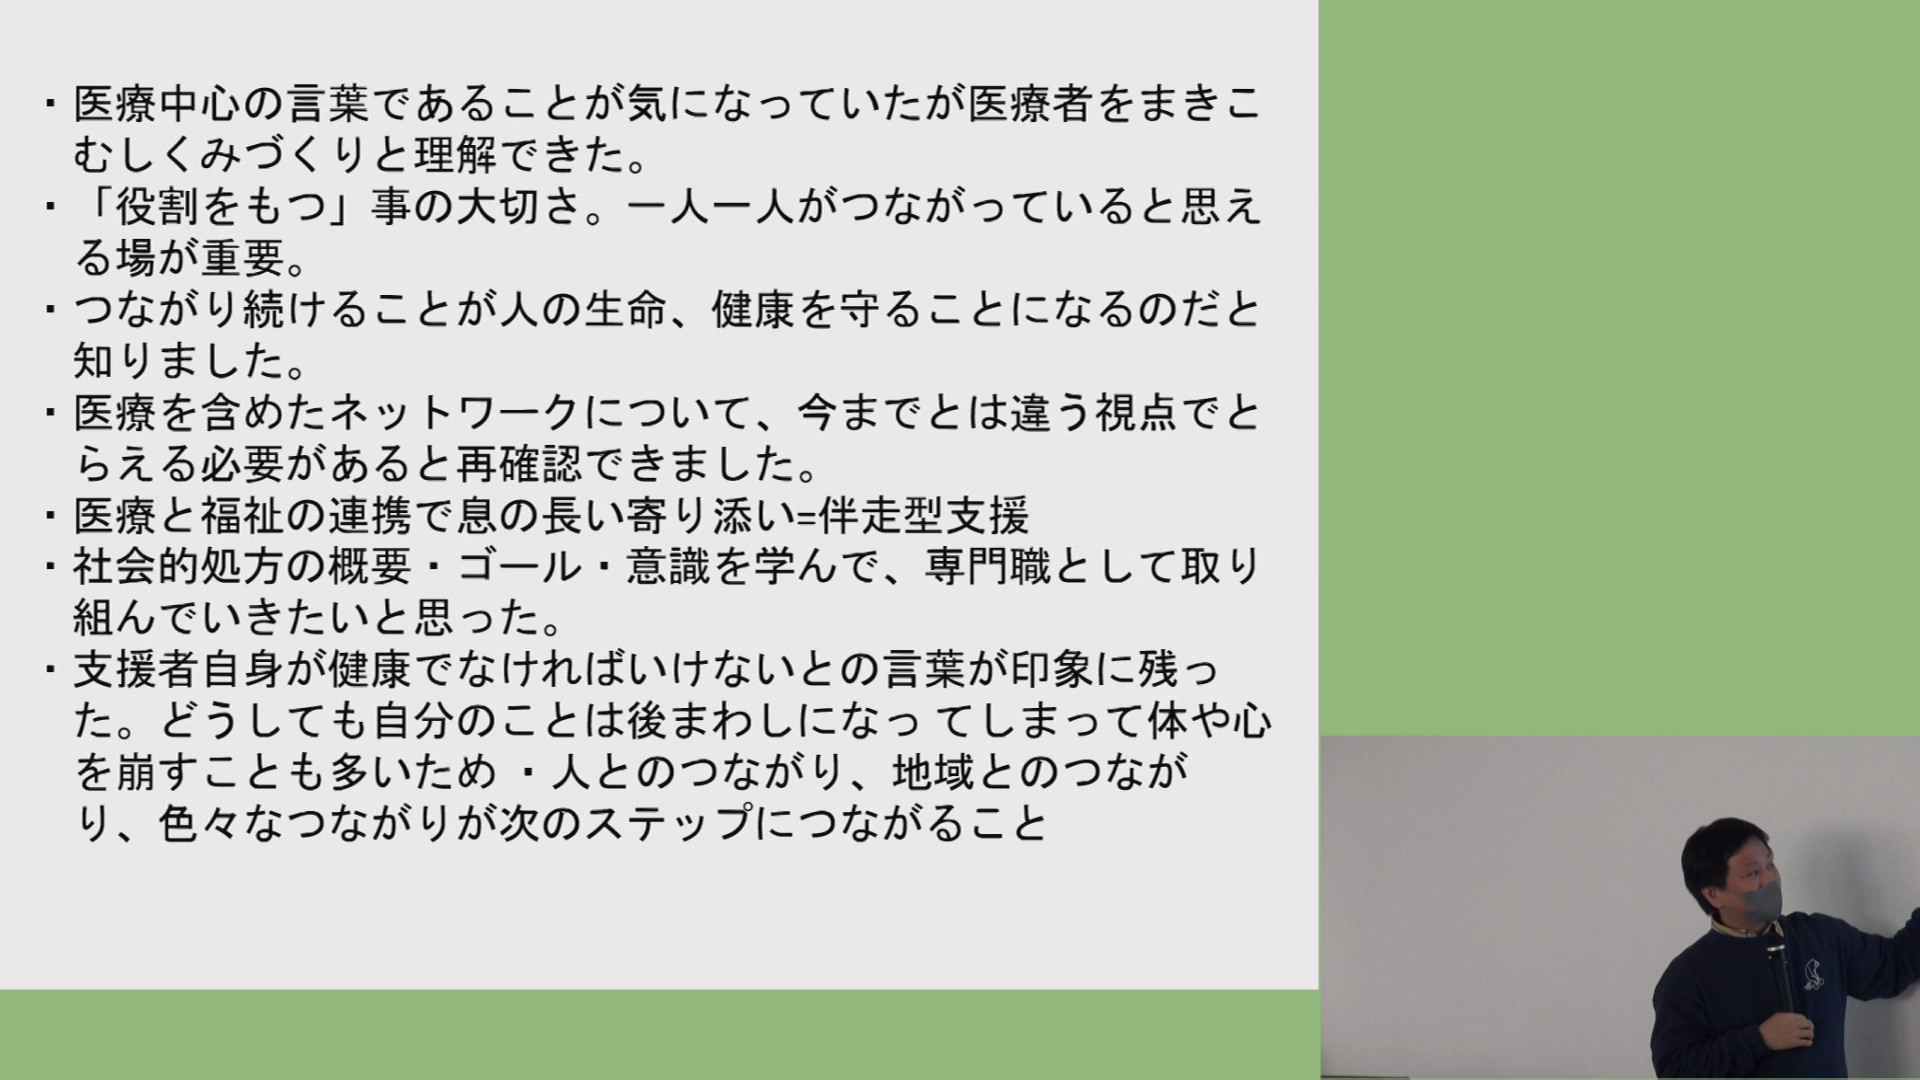 ・医療中心の言葉であることが気になっていたが医療者をまきこ
むしくみづくりと理解できた。
・「役割をもつ」事の大切さ。一人一人がつながっていると思え
る場が重要。
・つながり続けることが人の生命、健康を守ることになるのだと
知りました。
・医療を含めたネットワークについて、今までとは違う視点でと
らえる必要があると再確認できました。
・医療と福祉の連携で息の長い寄り添い=伴走型支援
・社会的処方の概要・ゴール・意識を学んで、専門職として取り
組んでいきたいと思った。
・支援者自身が健康でなければいけないとの言葉が印象に残っ
た。どうしても自分のことは後まわしになっ てしまって体や心
を崩すことも多いため ・人とのつながり、地域とのつなが
り、色々なつながりが次のステップにつながること